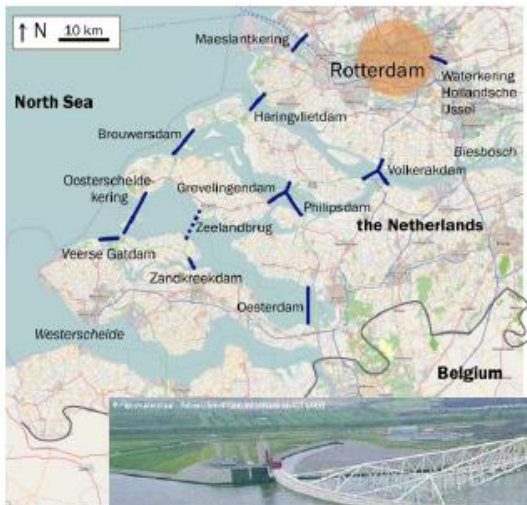 ↑ N 10 km
Maeslantkering
Rotterdam
North Sea
Waterkering
Hollandsche
IJssel
Haringvlietdam
Brouwersdam
Biesbosch
Volkerakdam
Oosterschelde
kering
Grevelingendam
Philipsdam
the Netherlands
Zeelandbrug
Veerse Gatdam
Zandkreekdam
Oesterdam
Westerschelde
Belgium